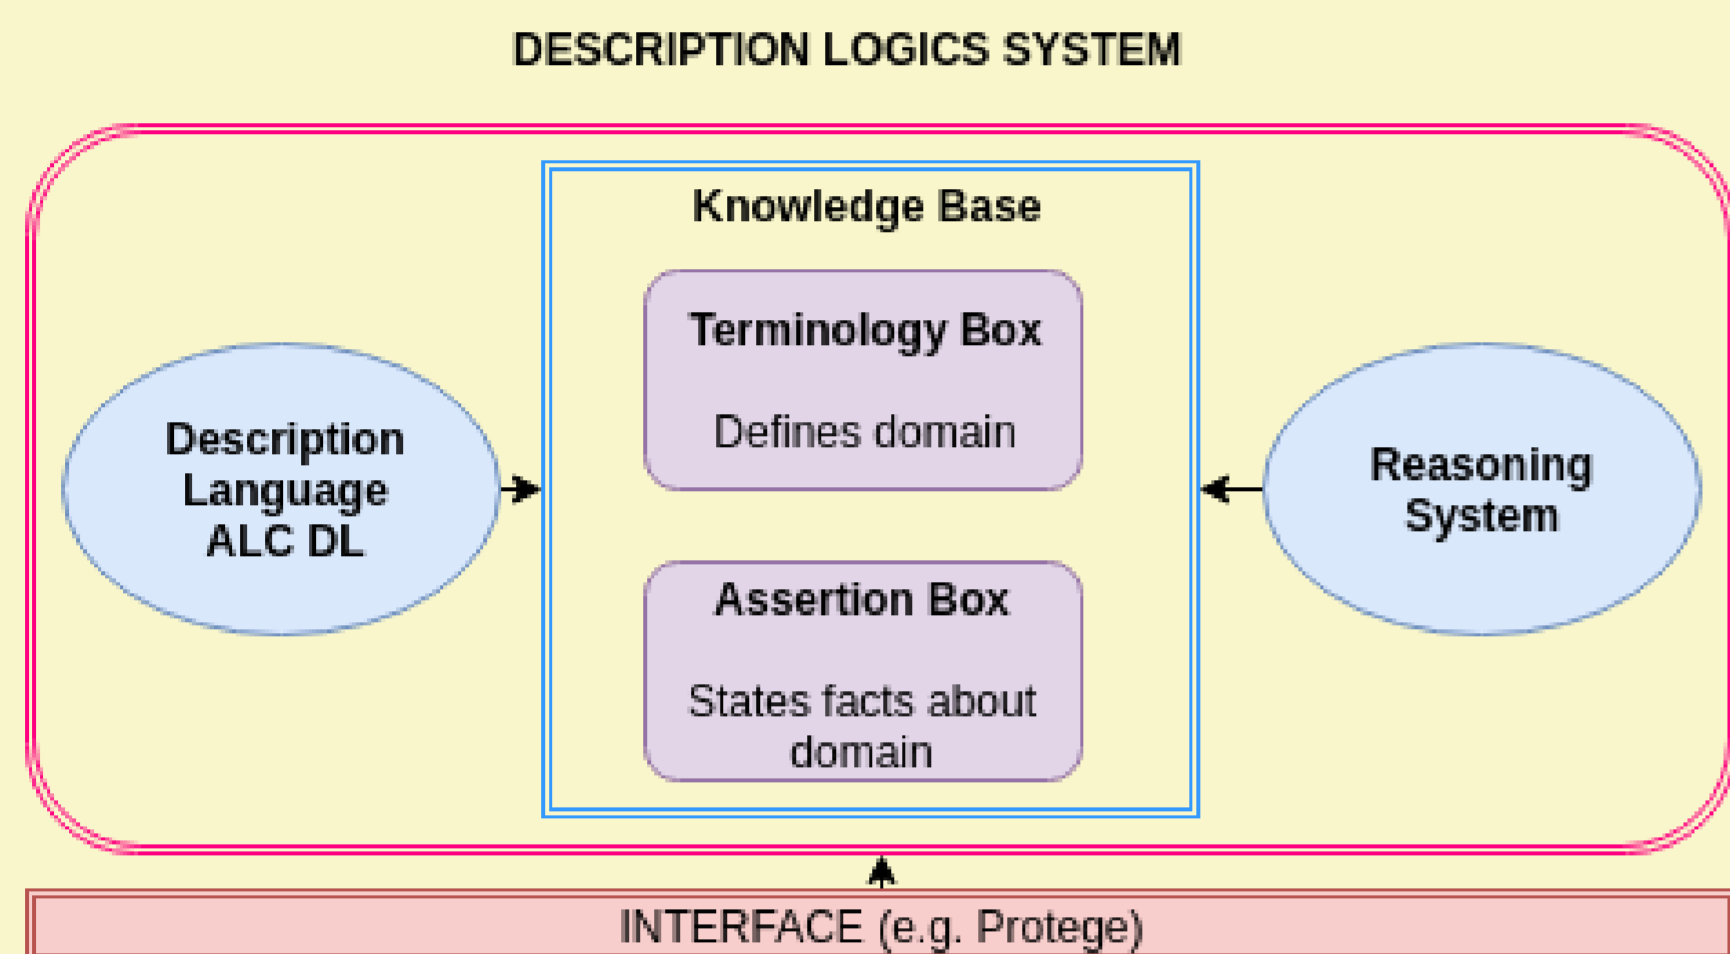 DESCRIPTION LOGICS SYSTEM
Knowledge Base
Terminology Box
Defines domain
Description
Language
ALC DL
Reasoning
System
Assertion Box
States facts about
domain
INTERFACE (e.g. Protege)